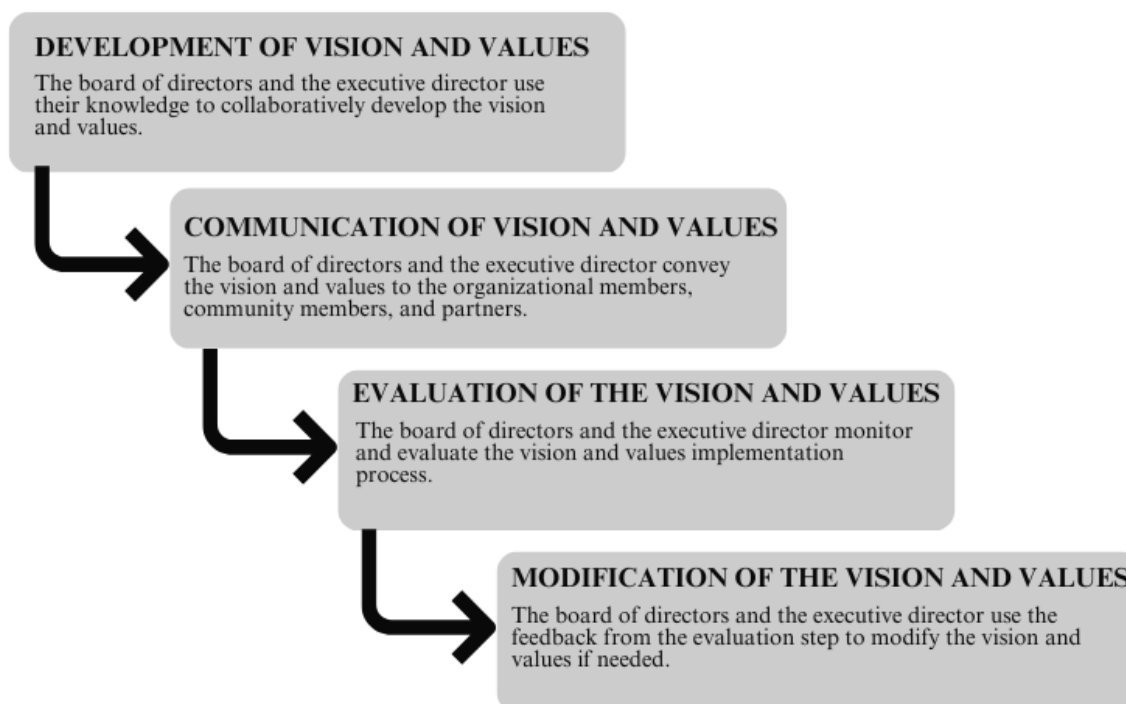 DEVELOPMENT OF VISION AND VALUES
The board of directors and the executive director use
their knowledge to collaboratively develop the vision
and values.
COMMUNICATION OF VISION AND VALUES
The board of directors and the executive director convey
the vision and values to the organizational members,
community members, and partners.
EVALUATION OF THE VISION AND VALUES
The board of directors and the executive director monitor
and evaluate the vision and values implementation
process.
MODIFICATION OF THE VISION AND VALUES
The board of directors and the executive director use the
feedback from the evaluation step to modify the vision and
values if needed.